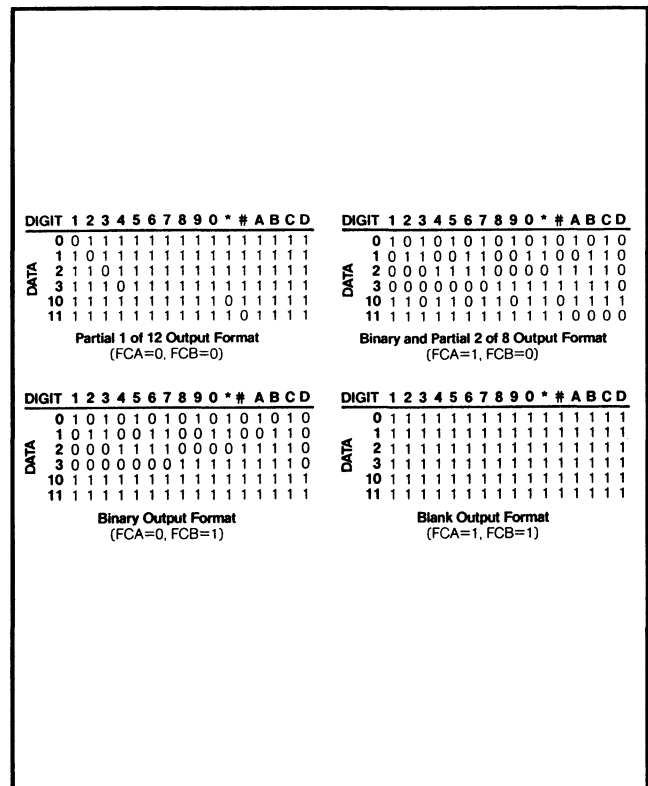 DIGIT 1 2 3 4 5 6 7 8 9 0 * # A B C D
DATA
0 0 1 1 1 1 1 1 1 1 1 1 1 1 1 1 1
1 1 0 1 1 1 1 1 1 1 1 1 1 1 1 1 1
2 1 1 0 1 1 1 1 1 1 1 1 1 1 1 1 1
3 1 1 1 0 1 1 1 1 1 1 1 1 1 1 1 1
10 1 1 1 1 1 1 1 1 1 1 0 1 1 1 1 1
11 1 1 1 1 1 1 1 1 1 1 1 0 1 1 1 1
Partial 1 of 12 Output Format
(FCA=0, FCB=0)
DIGIT 1 2 3 4 5 6 7 8 9 0 * # A B C D
DATA
0 1 0 1 0 1 0 1 0 1 0 1 0 1 0 1 0
1 0 1 1 0 0 1 1 0 0 1 1 0 0 1 1 0
2 0 0 0 1 1 1 1 0 0 0 0 1 1 1 1 0
3 0 0 0 0 0 0 0 1 1 1 1 1 1 1 1 0
10 1 1 0 1 1 0 1 1 0 1 1 0 1 1 1 1
11 1 1 1 1 1 1 1 1 1 1 1 1 0 0 0 0
Binary and Partial 2 of 8 Output Format
(FCA=1, FCB=0)
DIGIT 1 2 3 4 5 6 7 8 9 0 * # A B C D
DATA
0 1 0 1 0 1 0 1 0 1 0 1 0 1 0 1 0
1 0 1 1 0 0 1 1 0 0 1 1 0 0 1 1 0
2 0 0 0 1 1 1 1 0 0 0 0 1 1 1 1 0
3 0 0 0 0 0 0 0 1 1 1 1 1 1 1 1 0
10 1 1 1 1 1 1 1 1 1 1 1 1 1 1 1 1
11 1 1 1 1 1 1 1 1 1 1 1 1 1 1 1 1
Binary Output Format
(FCA=0, FCB=1)
DIGIT 1 2 3 4 5 6 7 8 9 0 * # A B C D
DATA
0 1 1 1 1 1 1 1 1 1 1 1 1 1 1 1 1
1 1 1 1 1 1 1 1 1 1 1 1 1 1 1 1 1
2 1 1 1 1 1 1 1 1 1 1 1 1 1 1 1 1
3 1 1 1 1 1 1 1 1 1 1 1 1 1 1 1 1
10 1 1 1 1 1 1 1 1 1 1 1 1 1 1 1 1
11 1 1 1 1 1 1 1 1 1 1 1 1 1 1 1 1
Blank Output Format
(FCA=1, FCB=1)